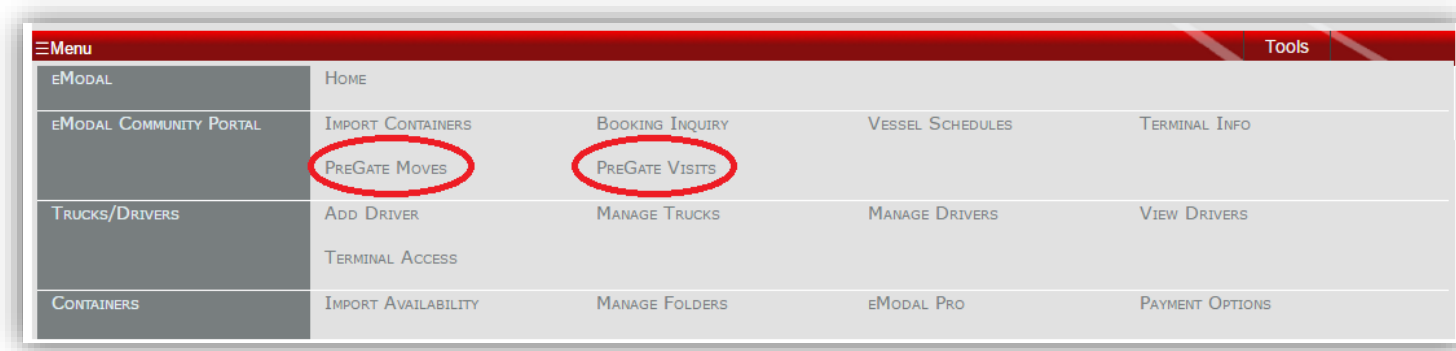 ≡Menu Tools
eModal Home
eModal Community Portal Import Containers Booking Inquiry Vessel Schedules Terminal Info
PreGate Moves PreGate Visits
Trucks/Drivers Add Driver Manage Trucks Manage Drivers View Drivers
Terminal Access
Containers Import Availability Manage Folders eModal Pro Payment Options